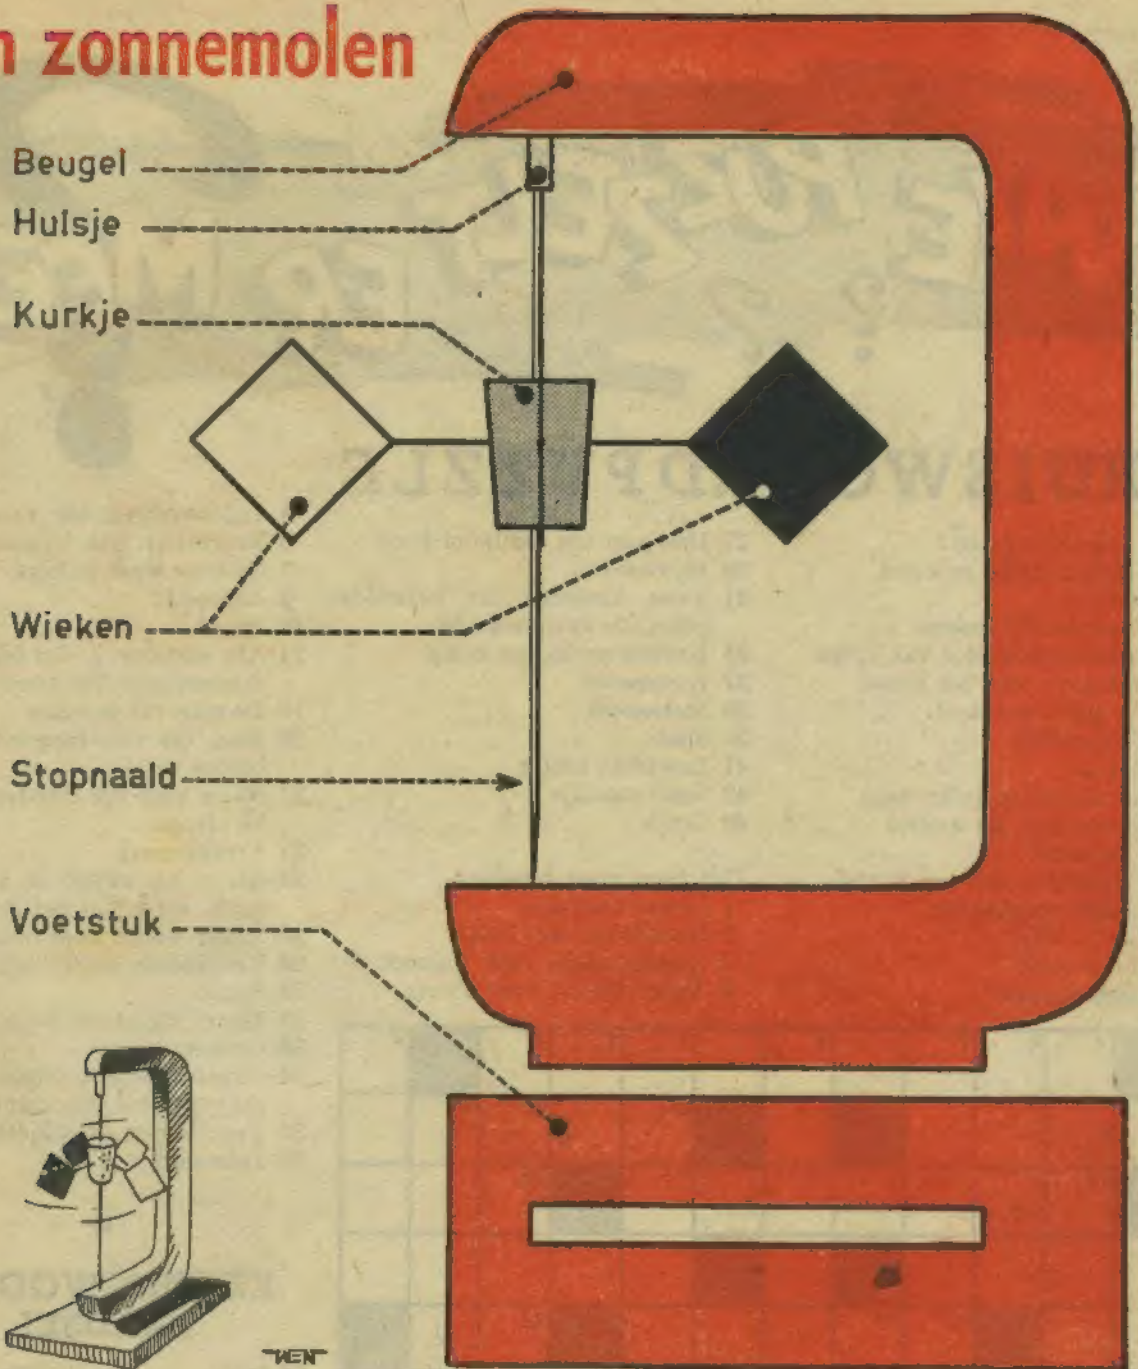 n zonnemolen
Beugel
Hulsje
Kurkje
Wieken
Stopnaald
Voetstuk
WEN